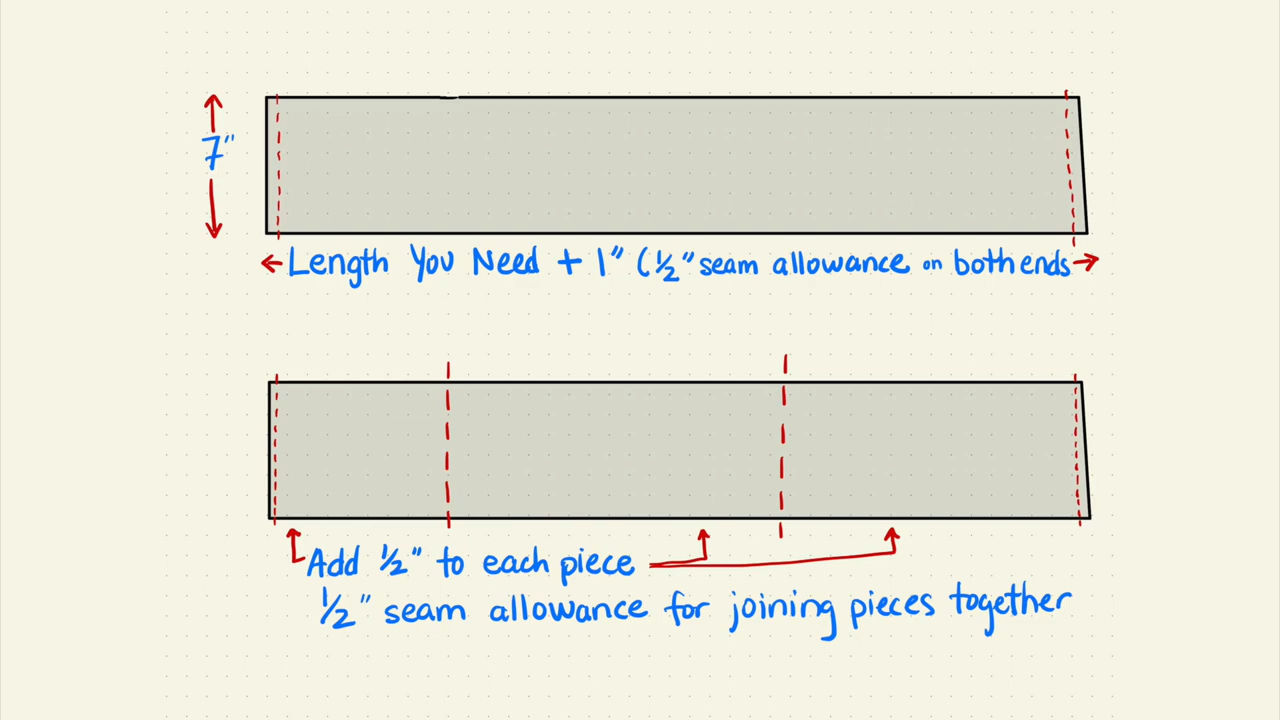 7"
Length You Need + 1" (1/2" seam allowance on both ends
Add 1/2" to each piece
1/2" seam allowance for joining pieces together